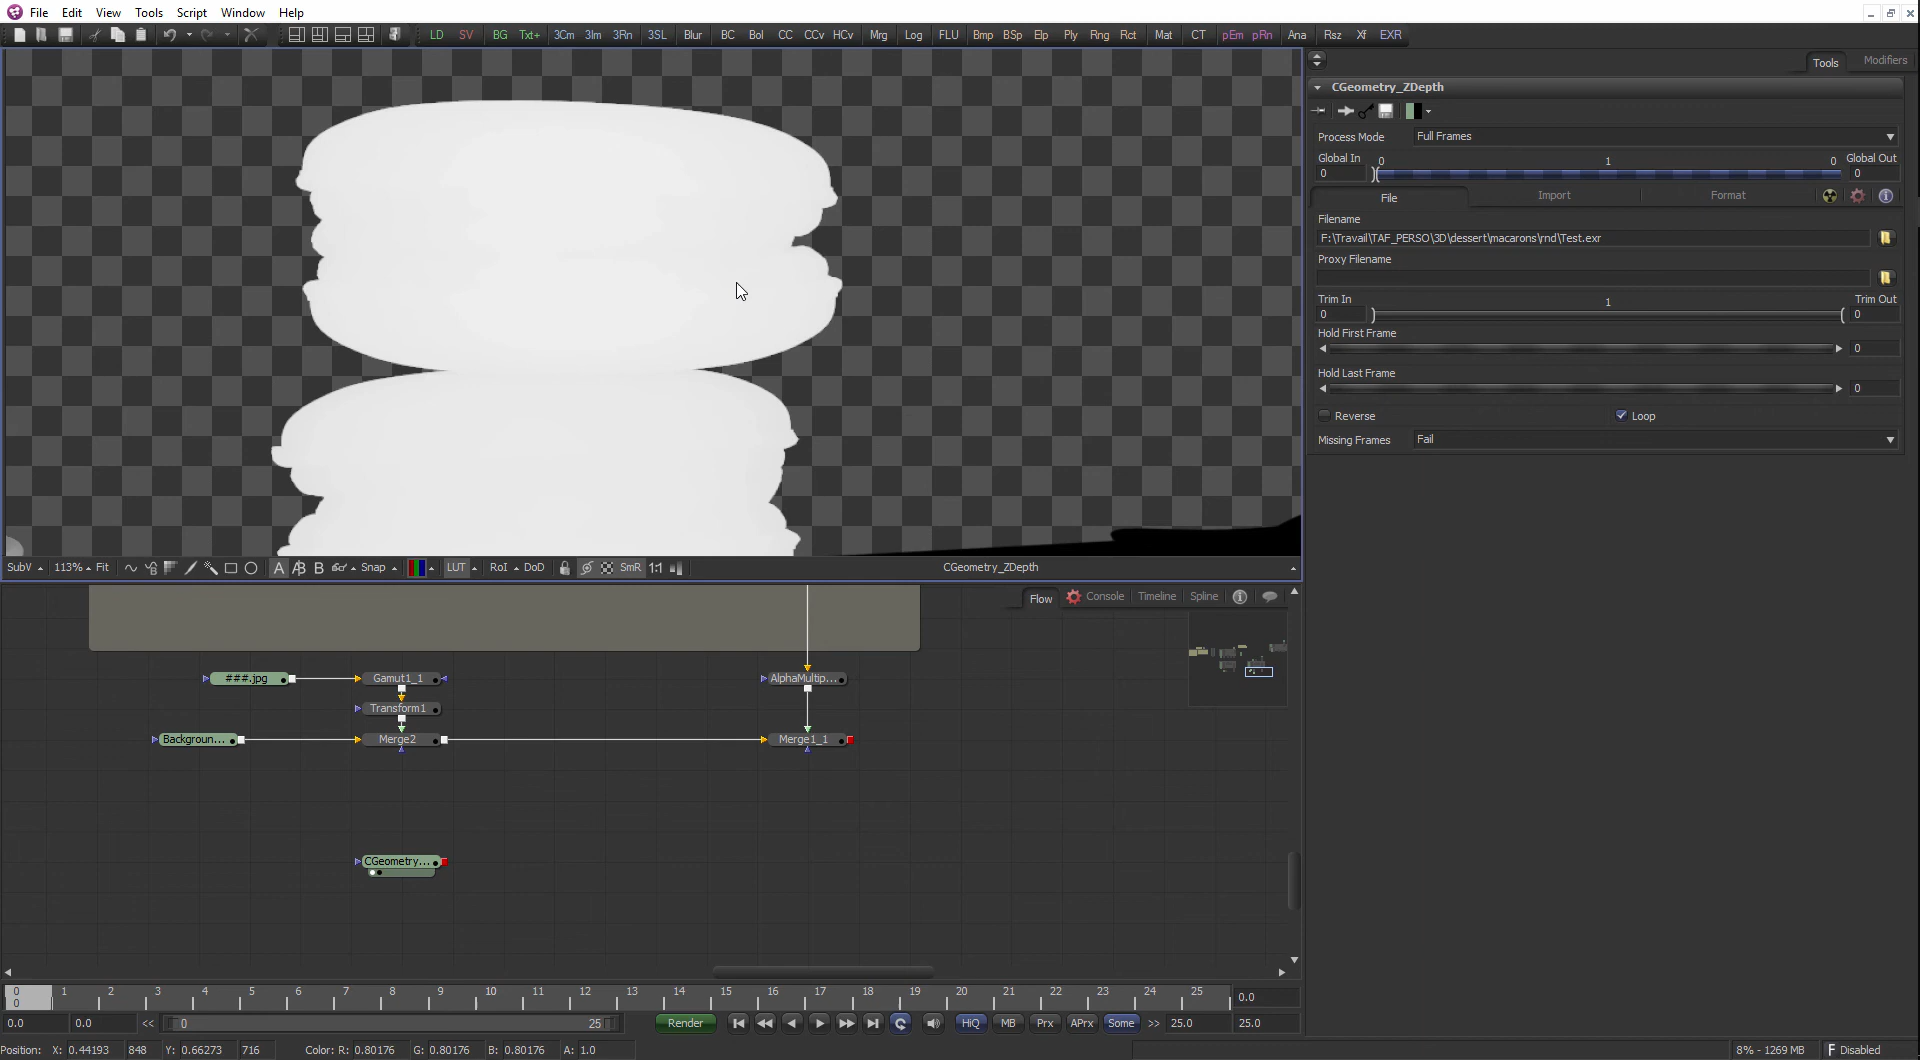 File Edit View Tools Script Window Help
LD SV BG Txt+ 3Cm 3Im 3Rn 3SL Blur BC Bol CC CCv HCv Mrg Log FLU Bmp BSp Elp Ply Rng Rct Mat CT pEm pRn Ana Rsz Xf EXR
Tools Modifiers
CGeometry_ZDepth
Process Mode Full Frames
Global In 0 1 0 Global Out
0 0
File Import Format
Filename
F:\Travail\TAF_PERSO\3D\dessert\macarons\rnd\Test.exr
Proxy Filename
Trim In 1 Trim Out
0 0
Hold First Frame
0
Hold Last Frame
0
Reverse Loop
Missing Frames Fail
SubV 113% Fit A A/B B Snap LUT RoI DoD SmR 1:1 CGeometry_ZDepth
Flow Console Timeline Spline
###.jpg Gamut1_1 AlphaMultip...
Transform1
Backgroun... Merge2 Merge1_1
CGeometry...
0 1 2 3 4 5 6 7 8 9 10 11 12 13 14 15 16 17 18 19 20 21 22 23 24 25 0.0
0
0.0 0.0 << 0 25 Render HiQ MB Prx APrx Some >> 25.0 25.0
Position: X: 0.44193 848 Y: 0.66273 716 Color: R: 0.80176 G: 0.80176 B: 0.80176 A: 1.0 8% - 1269 MB F Disabled